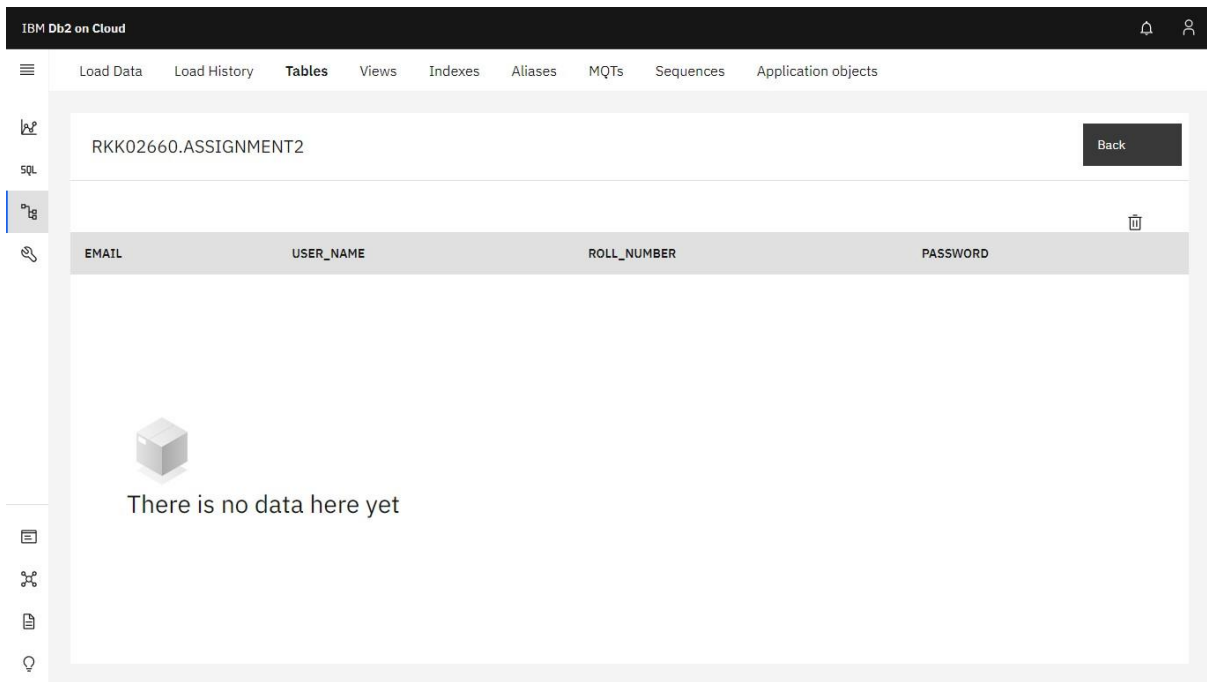 IBM Db2 on Cloud
Load Data Load History Tables Views Indexes Aliases MQTs Sequences Application objects
RKK02660.ASSIGNMENT2
Back
SQL
EMAIL USER_NAME ROLL_NUMBER PASSWORD
There is no data here yet